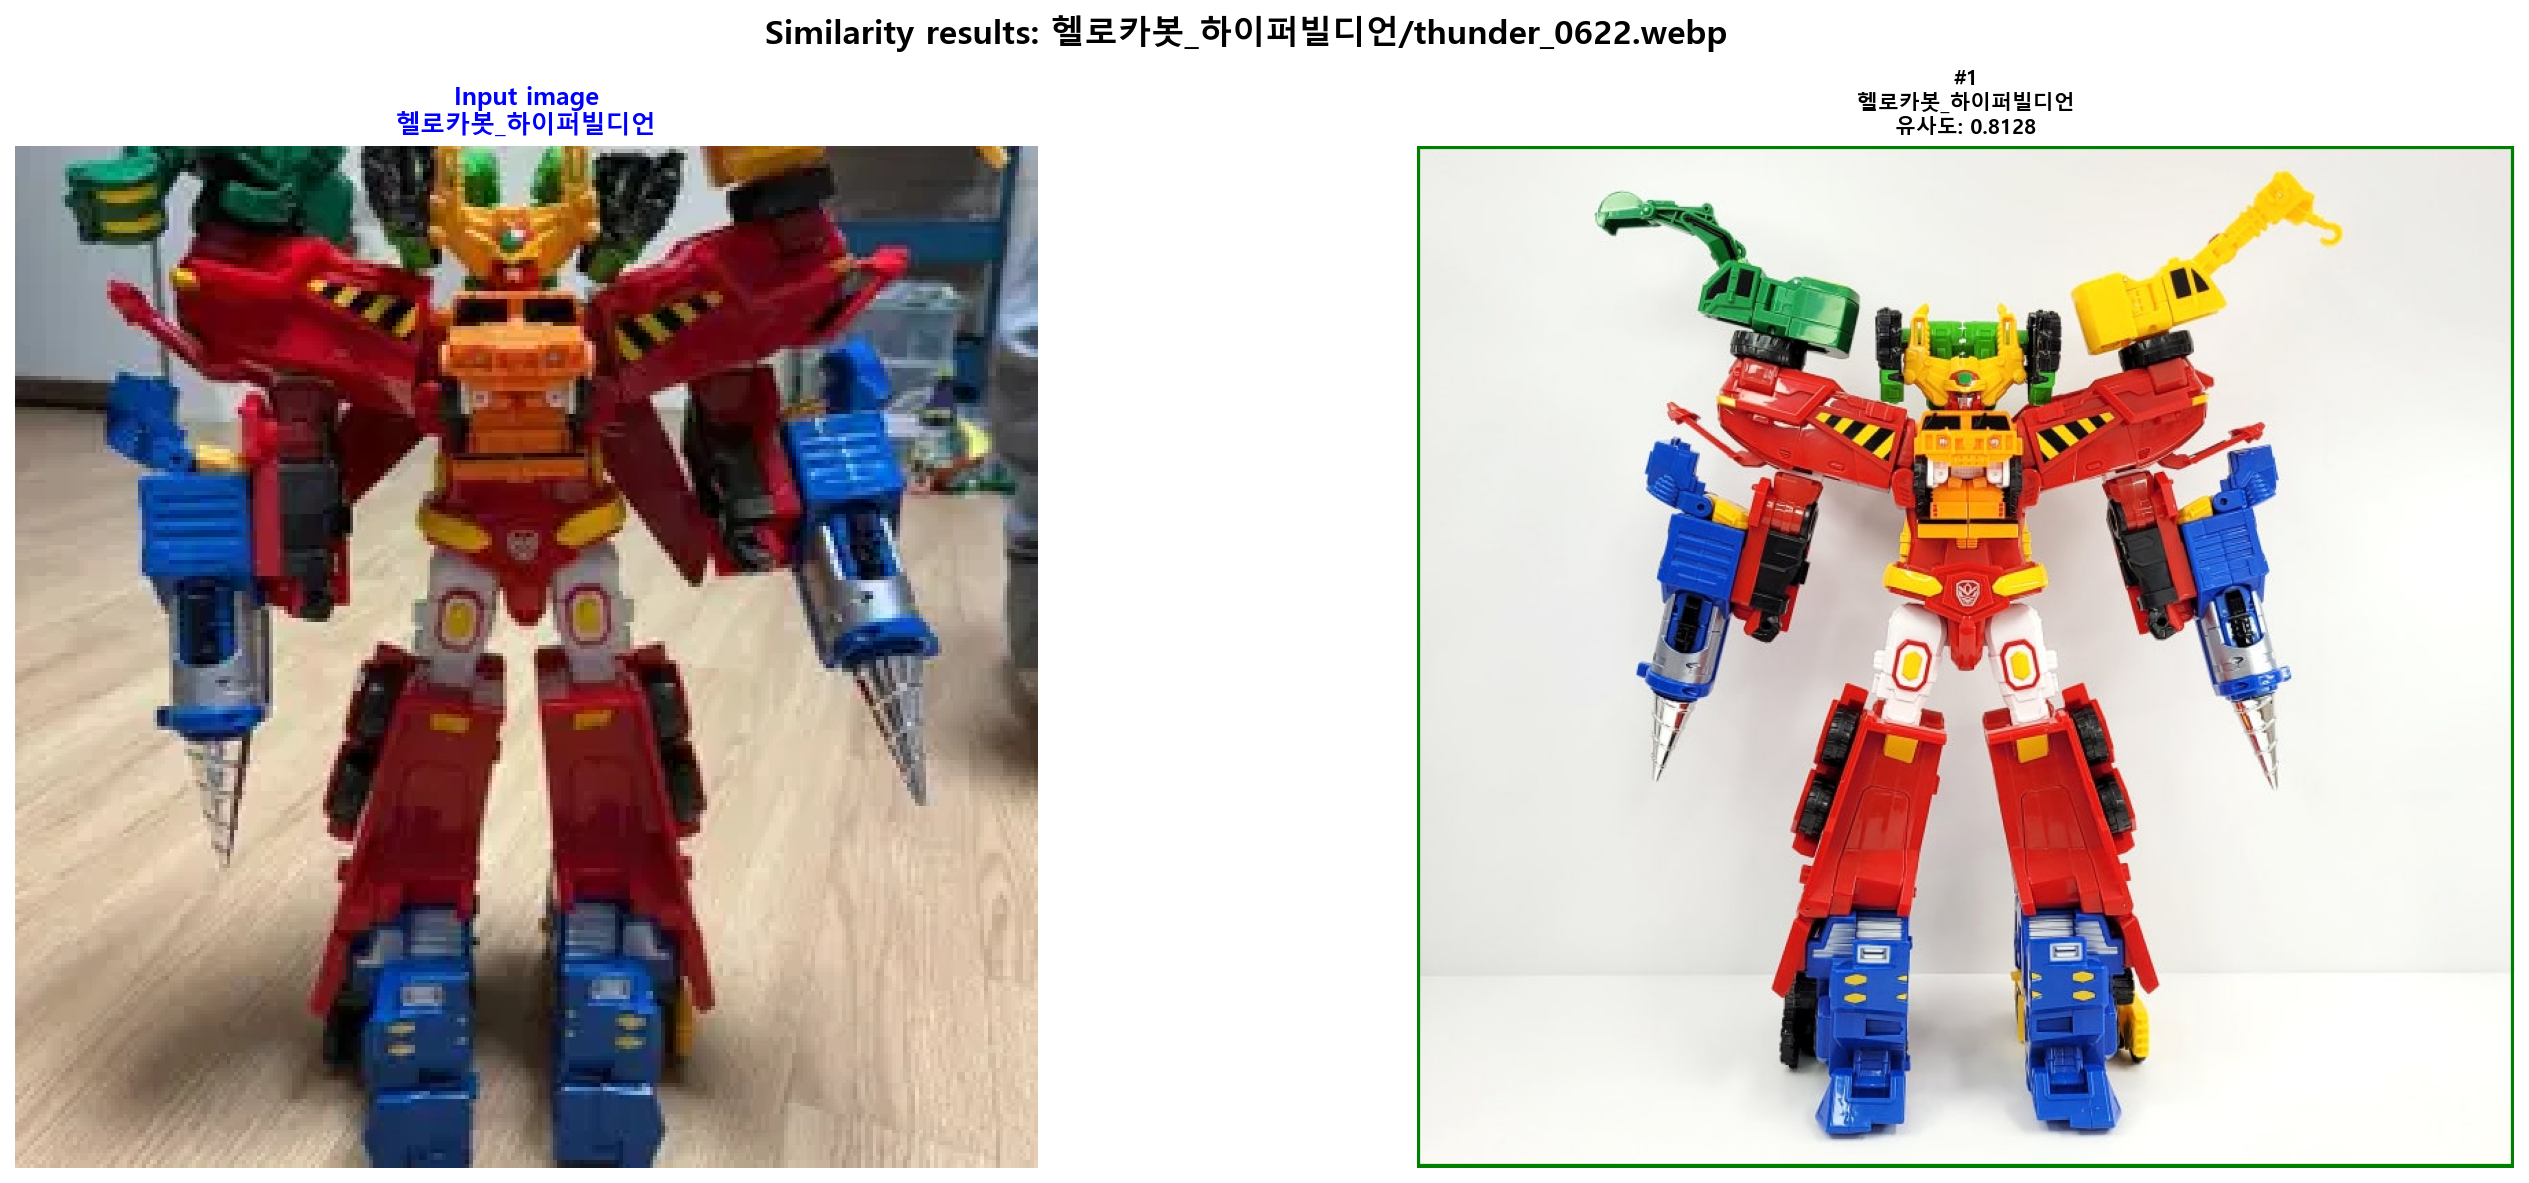 Similarity results: 헬로카봇_하이퍼빌디언/thunder_0622.webp
Input image
헬로카봇_하이퍼빌디언
#1
헬로카봇_하이퍼빌디언
유사도: 0.8128